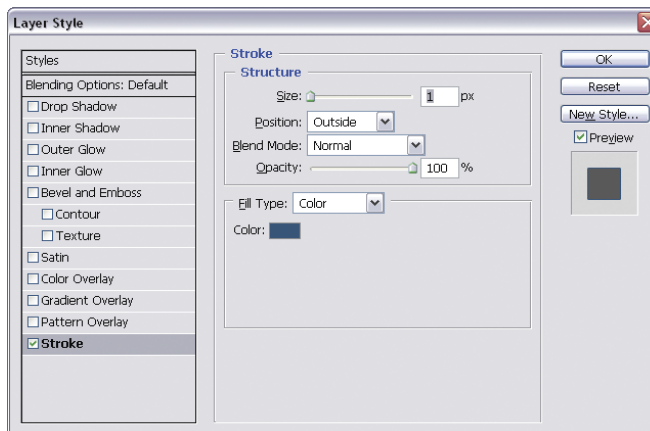 Layer Style
Styles
Blending Options: Default
Drop Shadow
Inner Shadow
Outer Glow
Inner Glow
Bevel and Emboss
Contour
Texture
Satin
Color Overlay
Gradient Overlay
Pattern Overlay
Stroke
Stroke
Structure
Size: 1 px
Position: Outside
Blend Mode: Normal
Opacity: 100 %
Fill Type: Color
Color:
OK
Reset
New Style...
Preview